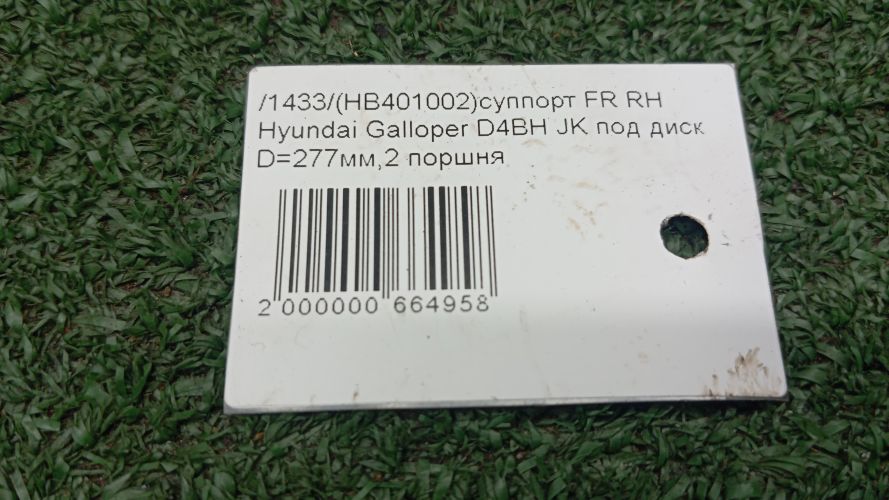 /1433/(HB401002)суппорт FR RH
Hyundai Galloper D4BH JK под диск
D=277мм,2 поршня
2 000000 664958